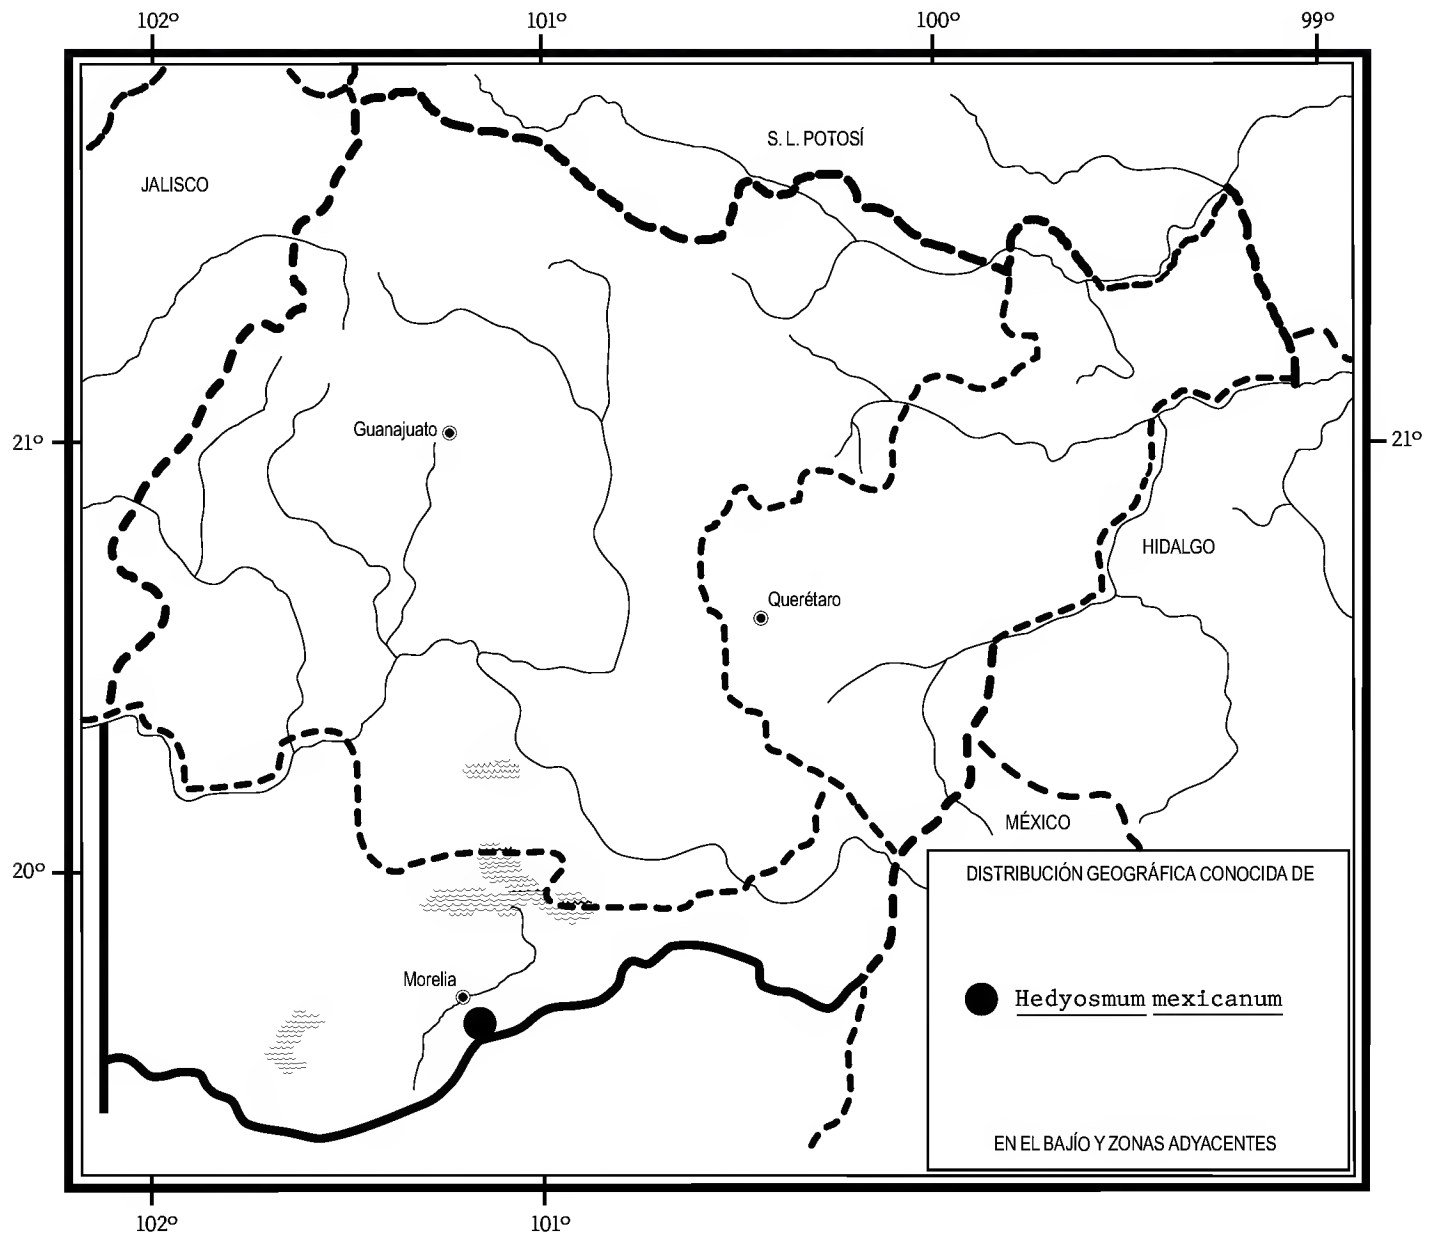 102º 101º 100º 99º
S. L. POTOSÍ
JALISCO
Guanajuato
21º 21º
HIDALGO
Querétaro
MÉXICO
20º
DISTRIBUCIÓN GEOGRÁFICA CONOCIDA DE
Morelia
Hedyosmum mexicanum
EN EL BAJÍO Y ZONAS ADYACENTES
102º 101º